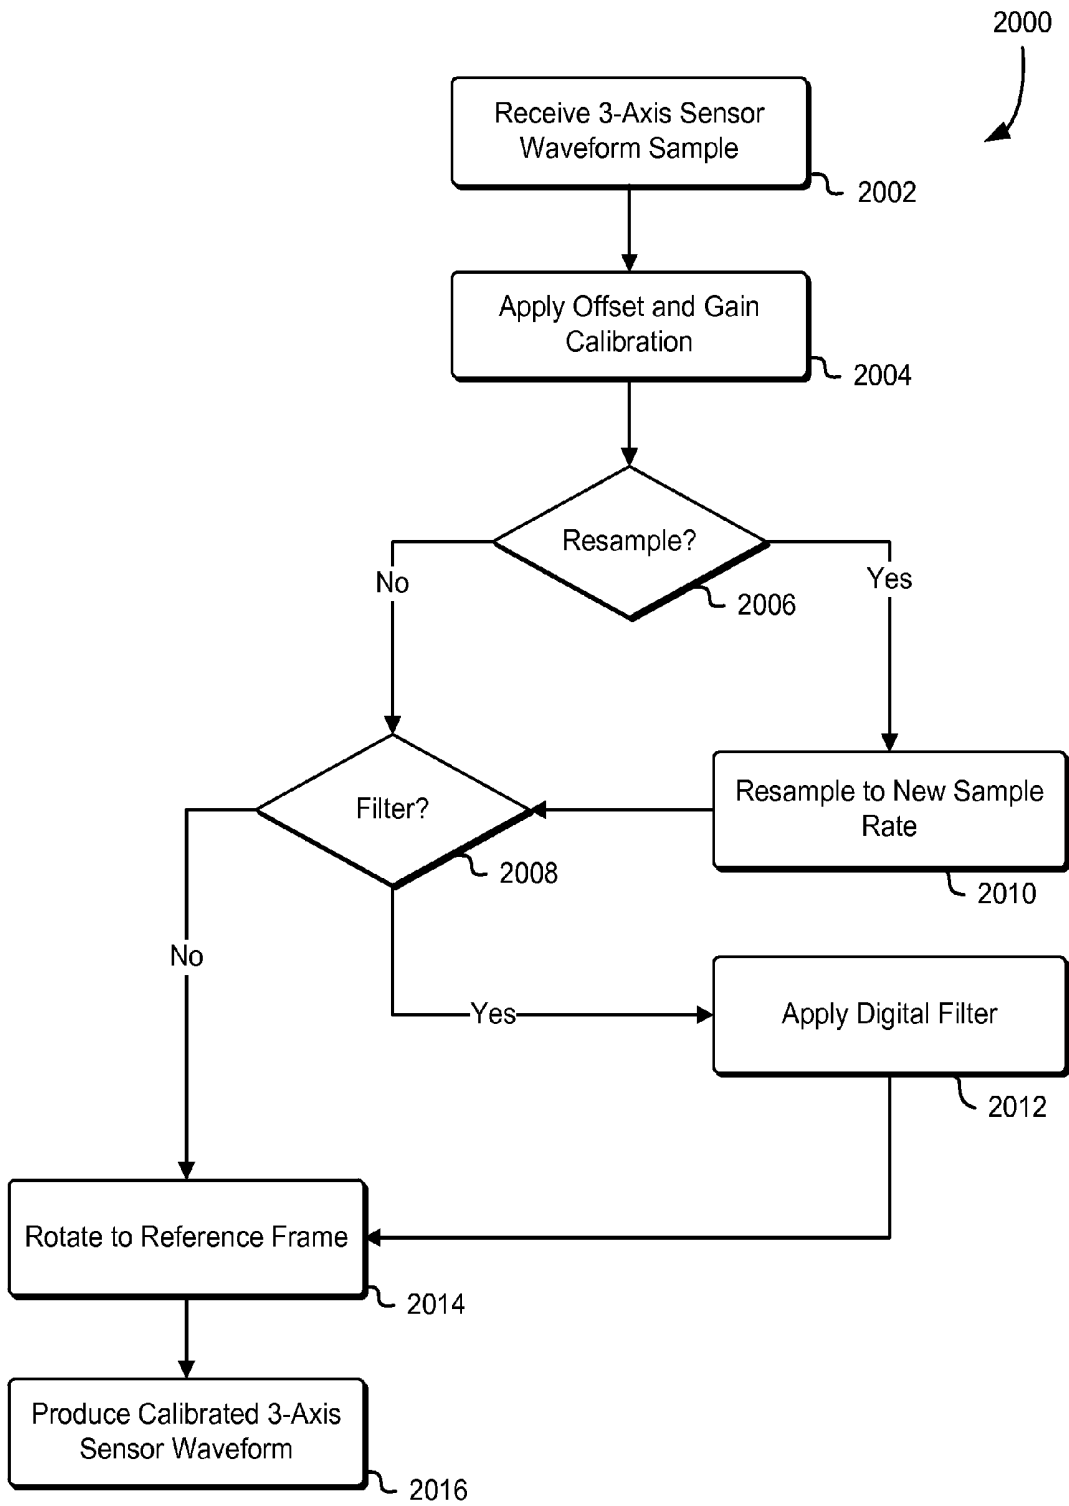 2000
Receive 3-Axis Sensor
Waveform Sample
2002
Apply Offset and Gain
Calibration
2004
Resample?
No
Yes
2006
Filter?
Resample to New Sample
Rate
2008
2010
No
Yes
Apply Digital Filter
2012
Rotate to Reference Frame
2014
Produce Calibrated 3-Axis
Sensor Waveform
2016